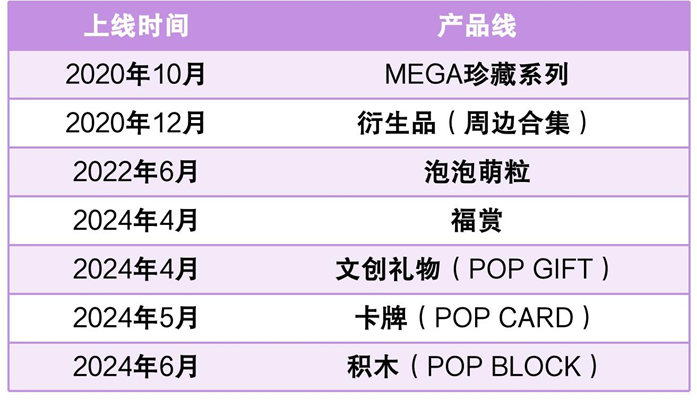 上线时间 产品线
2020年10月 MEGA珍藏系列
2020年12月 衍生品（周边合集）
2022年6月 泡泡萌粒
2024年4月 福赏
2024年4月 文创礼物（POP GIFT）
2024年5月 卡牌（POP CARD）
2024年6月 积木（POP BLOCK）